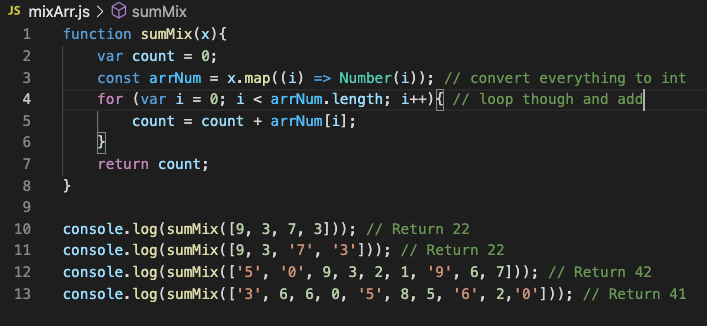 JS mixArr.js > sumMix
1 function sumMix(x){
2 var count = 0;
3 const arrNum = x.map((i) => Number(i)); // convert everything to int
4 for (var i = 0; i < arrNum.length; i++){ // loop though and add
5 count = count + arrNum[i];
6 }
7 return count;
8 }
9
10 console.log(sumMix([9, 3, 7, 3])); // Return 22
11 console.log(sumMix([9, 3, '7', '3'])); // Return 22
12 console.log(sumMix(['5', '0', 9, 3, 2, 1, '9', 6, 7])); // Return 42
13 console.log(sumMix(['3', 6, 6, 0, '5', 8, 5, '6', 2,'0'])); // Return 41